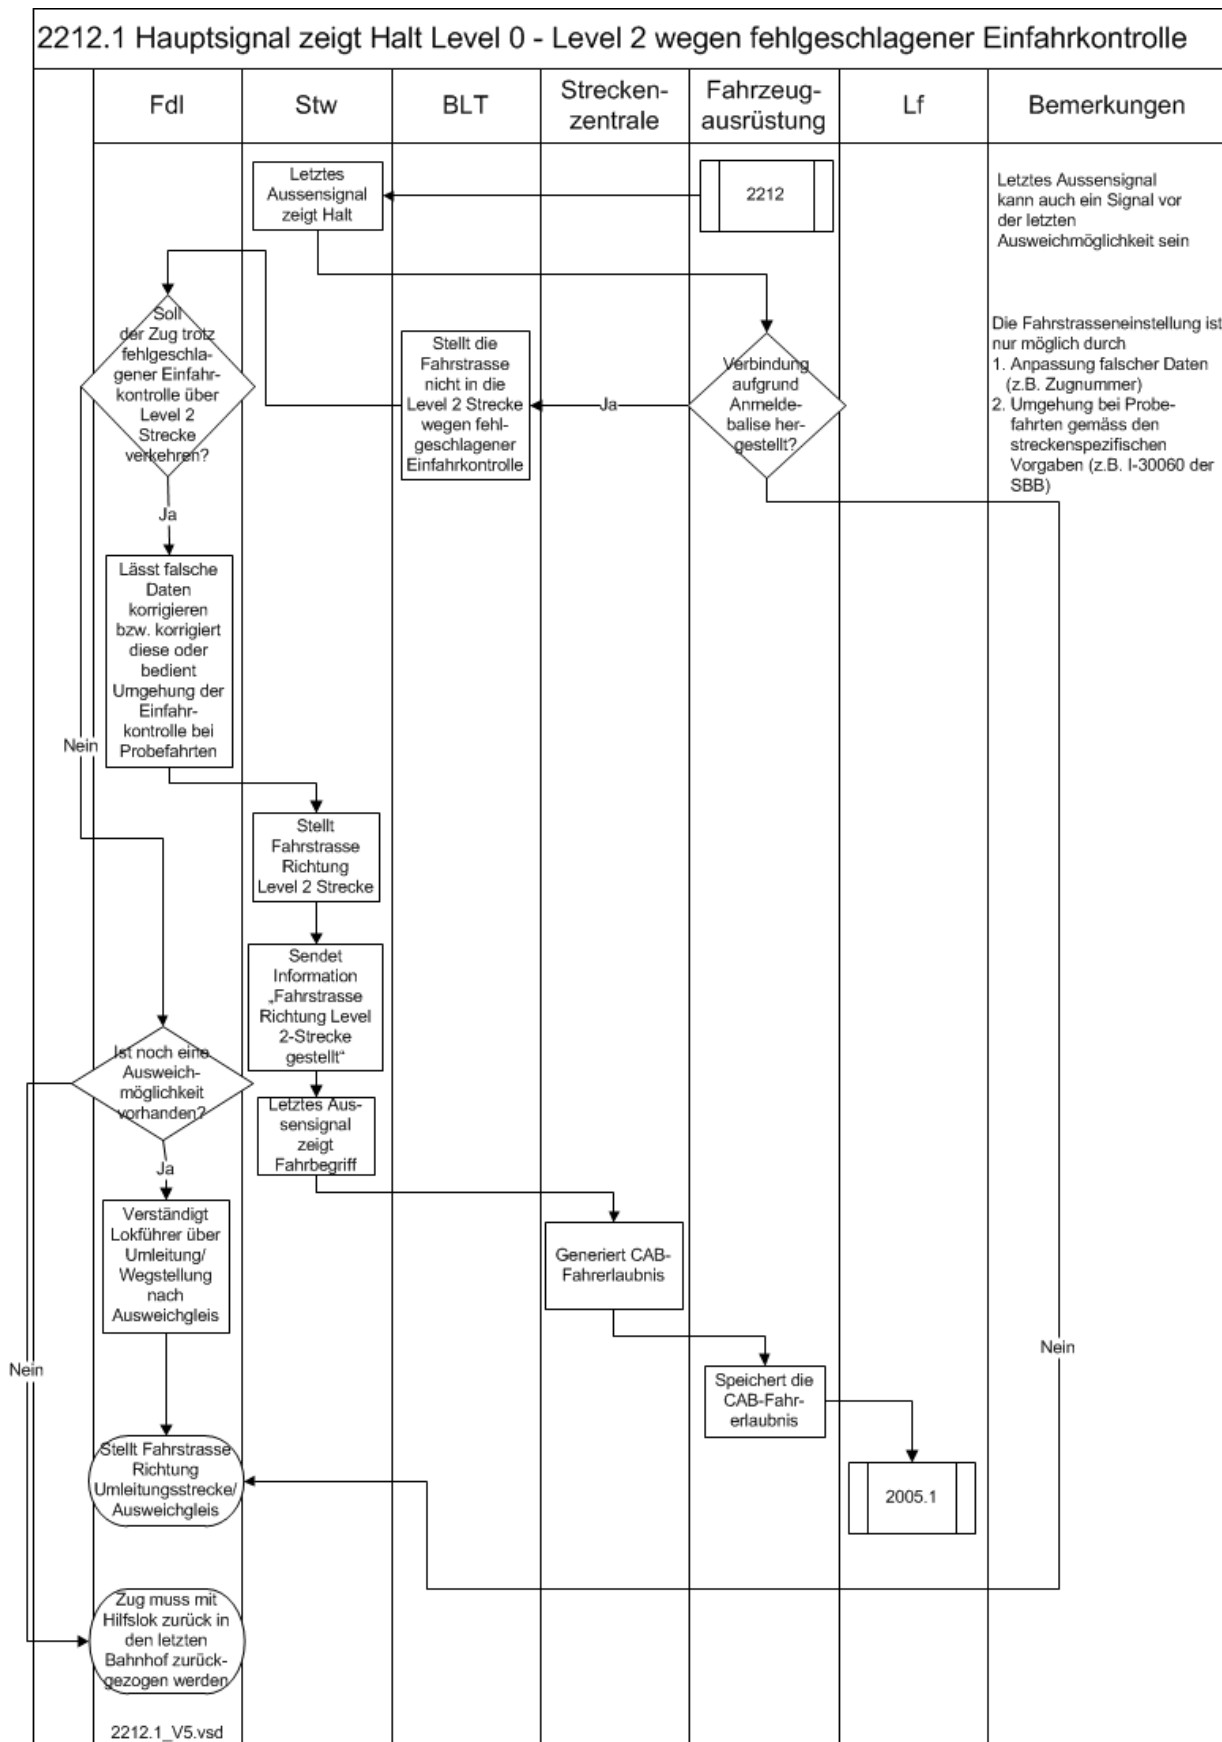 2212.1 Hauptsignal zeigt Halt Level 0 - Level 2 wegen fehlgeschlagener Einfahrkontrolle
Fdl
Stw
BLT
Strecken-
zentrale
Fahrzeug-
ausrüstung
Lf
Bemerkungen
Letztes
Aussensignal
zeigt Halt
2212
Letztes Aussensignal
kann auch ein Signal vor
der letzten
Ausweichmöglichkeit sein
Soll
der Zug trotz
fehlgeschla-
gener Einfahr-
kontrolle über
Level 2
Strecke
verkehren?
Stellt die
Fahrstrasse
nicht in die
Level 2 Strecke
wegen fehl-
geschlagener
Einfahrkontrolle
Ja
Verbindung
aufgrund
Anmelde-
balise her-
gestellt?
Die Fahrstrasseneinstellung ist
nur möglich durch
1. Anpassung falscher Daten
(z.B. Zugnummer)
2. Umgehung bei Probe-
fahrten gemäss den
streckenspezifischen
Vorgaben (z.B. I-30060 der
SBB)
Ja
Lässt falsche
Daten
korrigieren
bzw. korrigiert
diese oder
bedient
Umgehung der
Einfahr-
kontrolle bei
Probefahrten
Nein
Stellt
Fahrstrasse
Richtung
Level 2 Strecke
Sendet
Information
„Fahrstrasse
Richtung Level
2-Strecke
gestellt“
Ist noch eine
Ausweich-
möglichkeit
vorhanden?
Letztes Aus-
sensignal
zeigt
Fahrbegriff
Ja
Verständigt
Lokführer über
Umleitung/
Wegstellung
nach
Ausweichgleis
Generiert CAB-
Fahrerlaubnis
Nein
Nein
Speichert die
CAB-Fahr-
erlaubnis
Stellt Fahrstrasse
Richtung
Umleitungsstrecke/
Ausweichgleis
2005.1
Zug muss mit
Hilfslok zurück in
den letzten
Bahnhof zurück-
gezogen werden
2212.1_V5.vsd